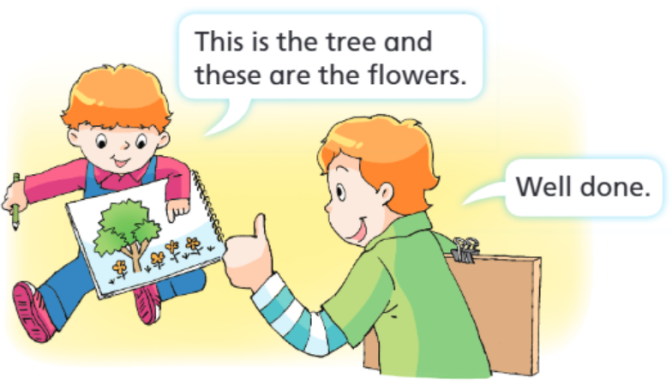 This is the tree and
these are the flowers.
Well done.